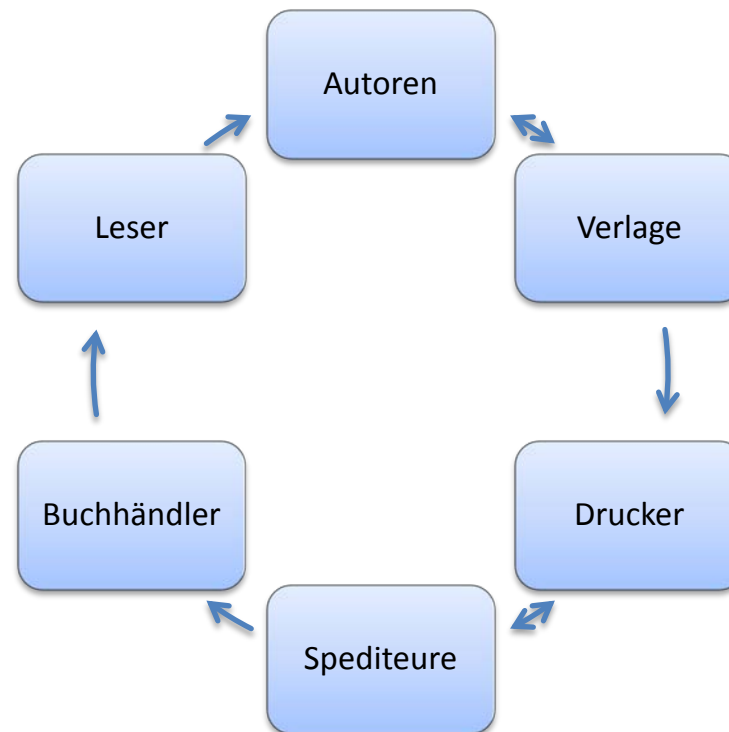 Autoren
Verlage
Drucker
Spediteure
Buchhändler
Leser